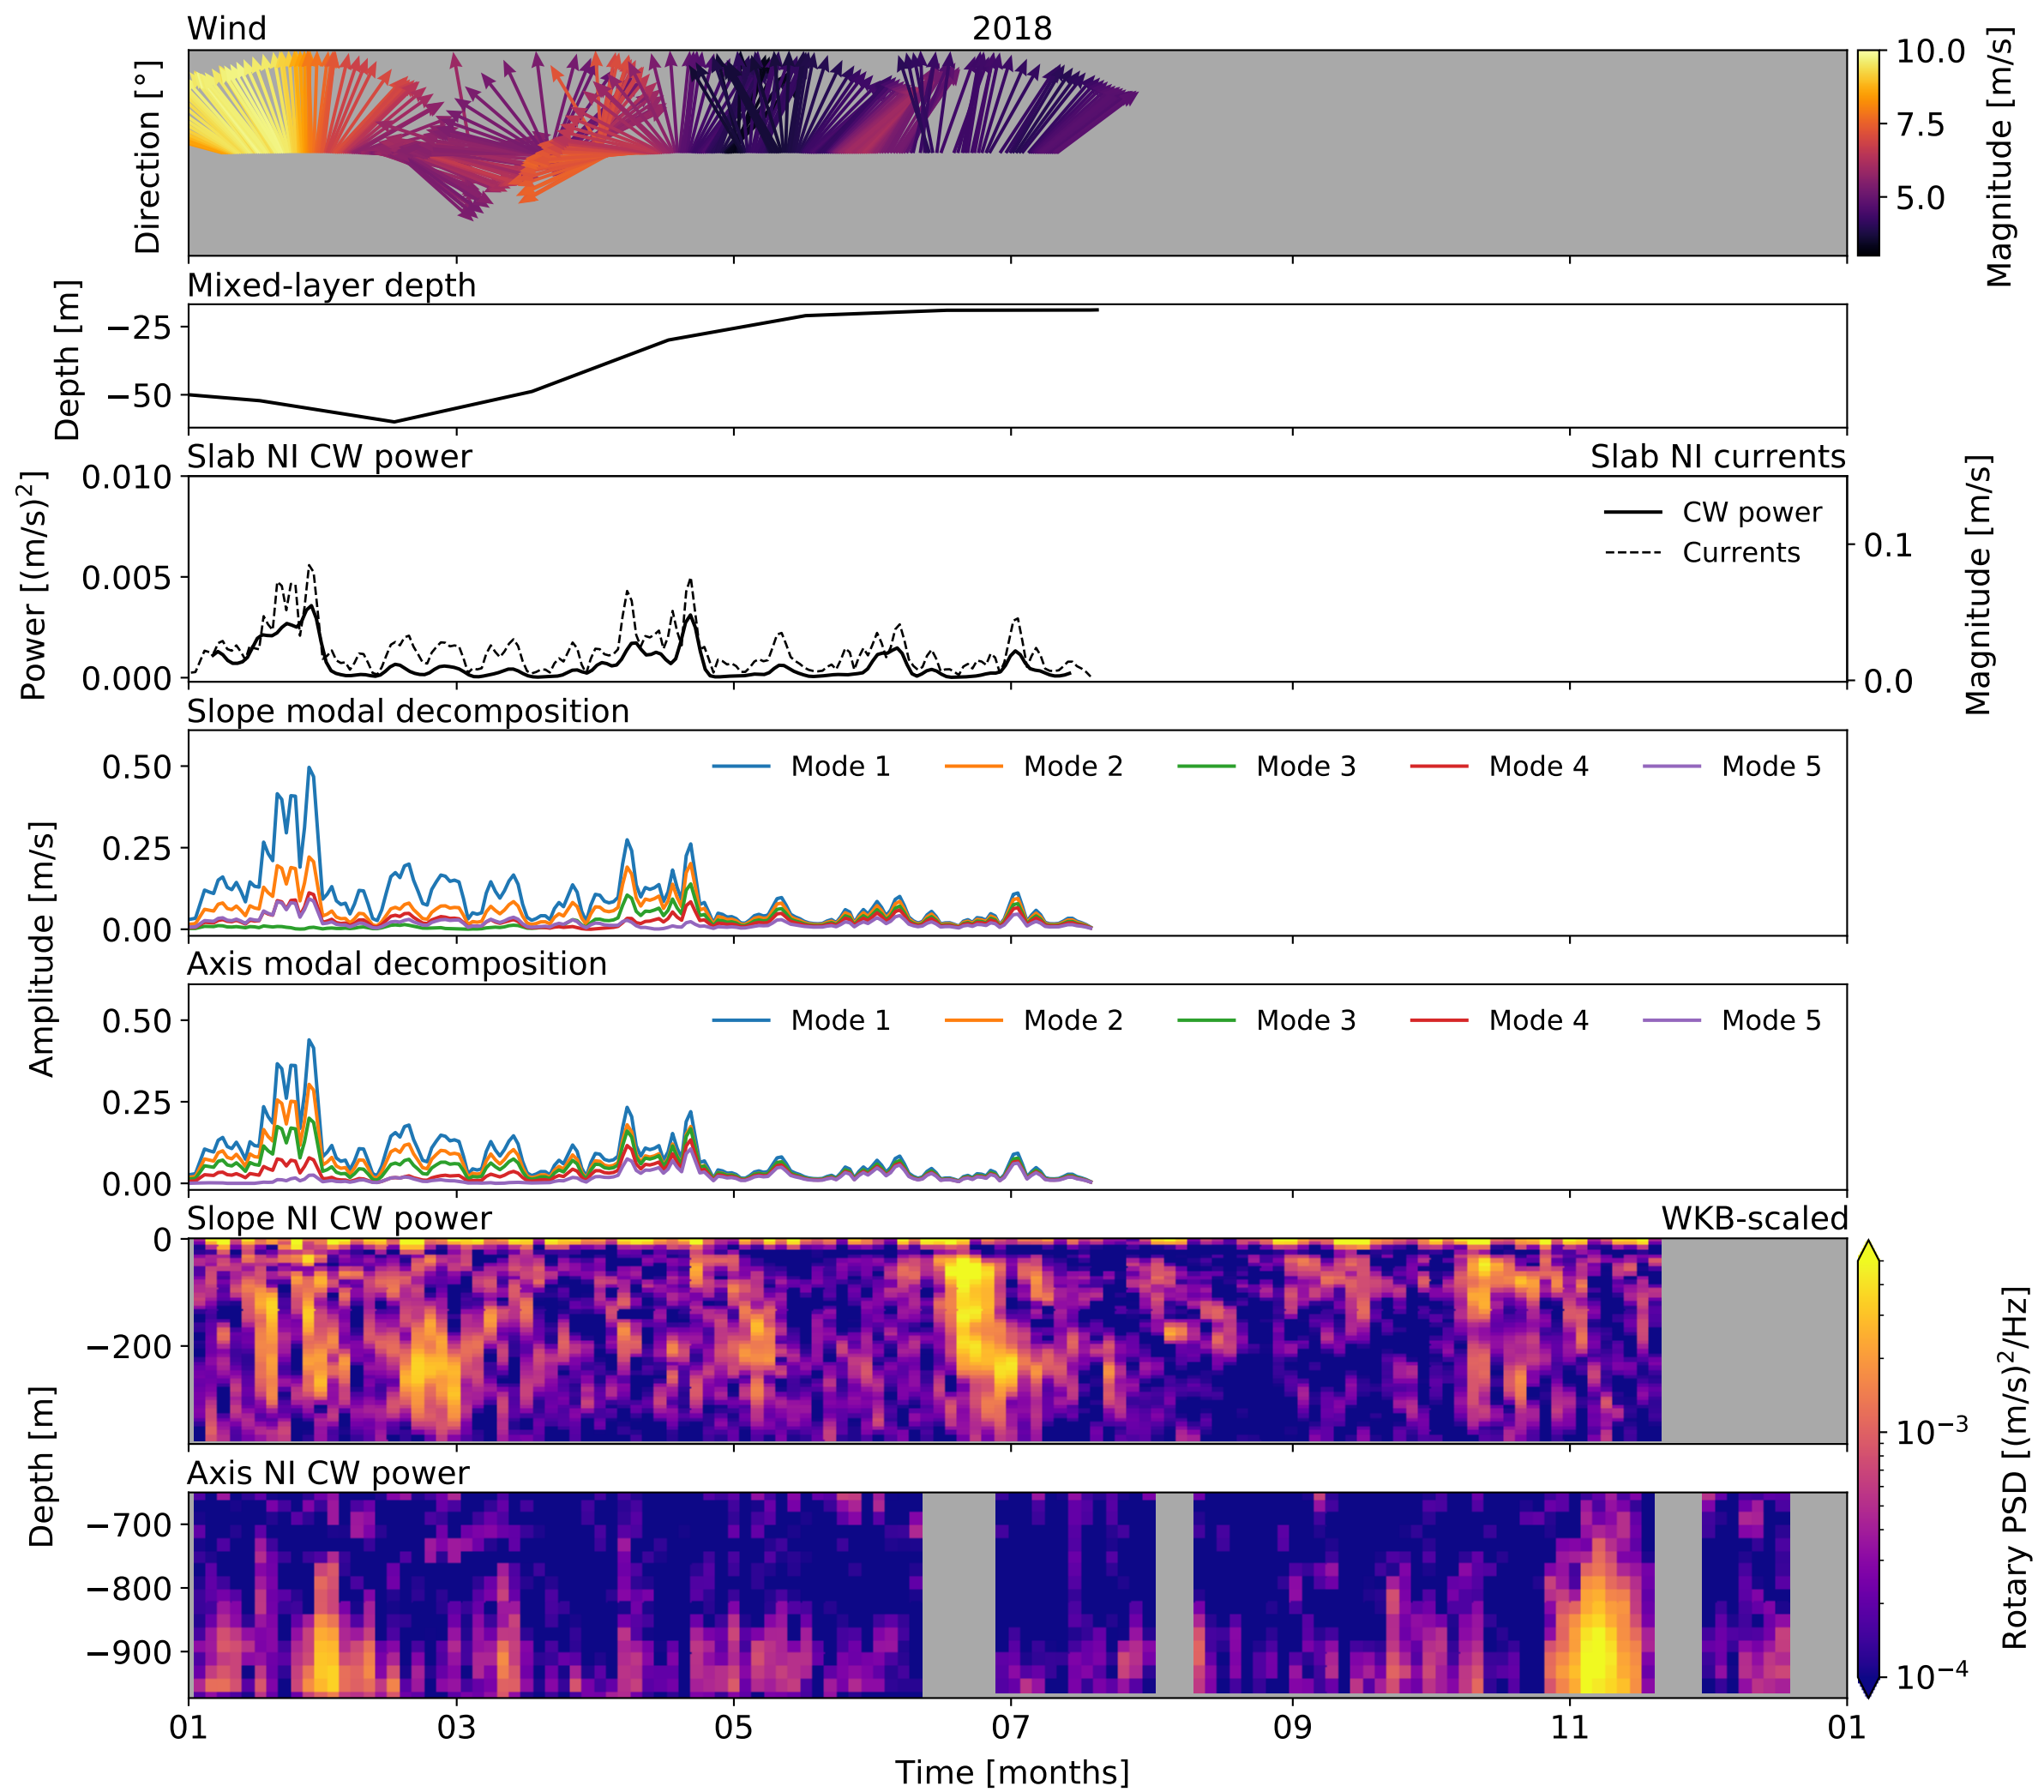 Wind 2018
Direction [°]
10.0
7.5
5.0
Magnitude [m/s]
Mixed-layer depth
Depth [m]
−25
−50
Slab NI CW power Slab NI currents
Power [(m/s)²]
0.010
0.005
0.000
CW power
Currents
0.1
0.0
Magnitude [m/s]
Slope modal decomposition
0.50
0.25
0.00
Mode 1 Mode 2 Mode 3 Mode 4 Mode 5
Amplitude [m/s]
Axis modal decomposition
0.50
0.25
0.00
Mode 1 Mode 2 Mode 3 Mode 4 Mode 5
Slope NI CW power WKB-scaled
0
−200
Depth [m]
Axis NI CW power
−700
−800
−900
10⁻³
10⁻⁴
Rotary PSD [(m/s)²/Hz]
01 03 05 07 09 11 01
Time [months]